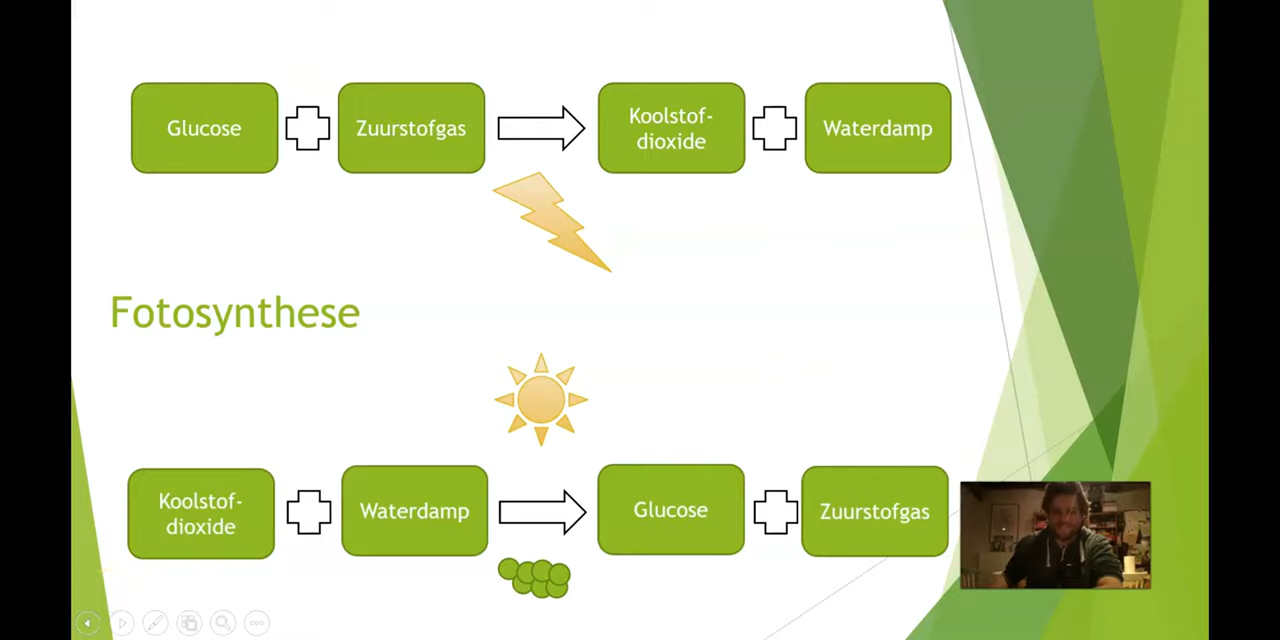 Glucose
Zuurstofgas
Koolstof-
dioxide
Waterdamp
Fotosynthese
Koolstof-
dioxide
Waterdamp
Glucose
Zuurstofgas